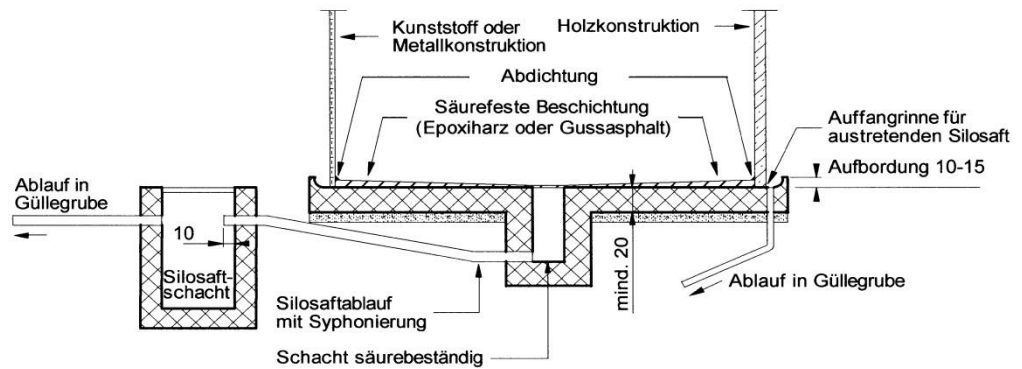 Kunststoff oder
Metallkonstruktion
Holzkonstruktion
Abdichtung
Säurefeste Beschichtung
(Epoxiharz oder Gussasphalt)
Auffangrinne für
austretenden Silosaft
Aufbordung 10-15
Ablauf in
Güllegrube
10
Silosaft-
schacht
mind. 20
Ablauf in Güllegrube
Silosaftablauf
mit Syphonierung
Schacht säurebeständig